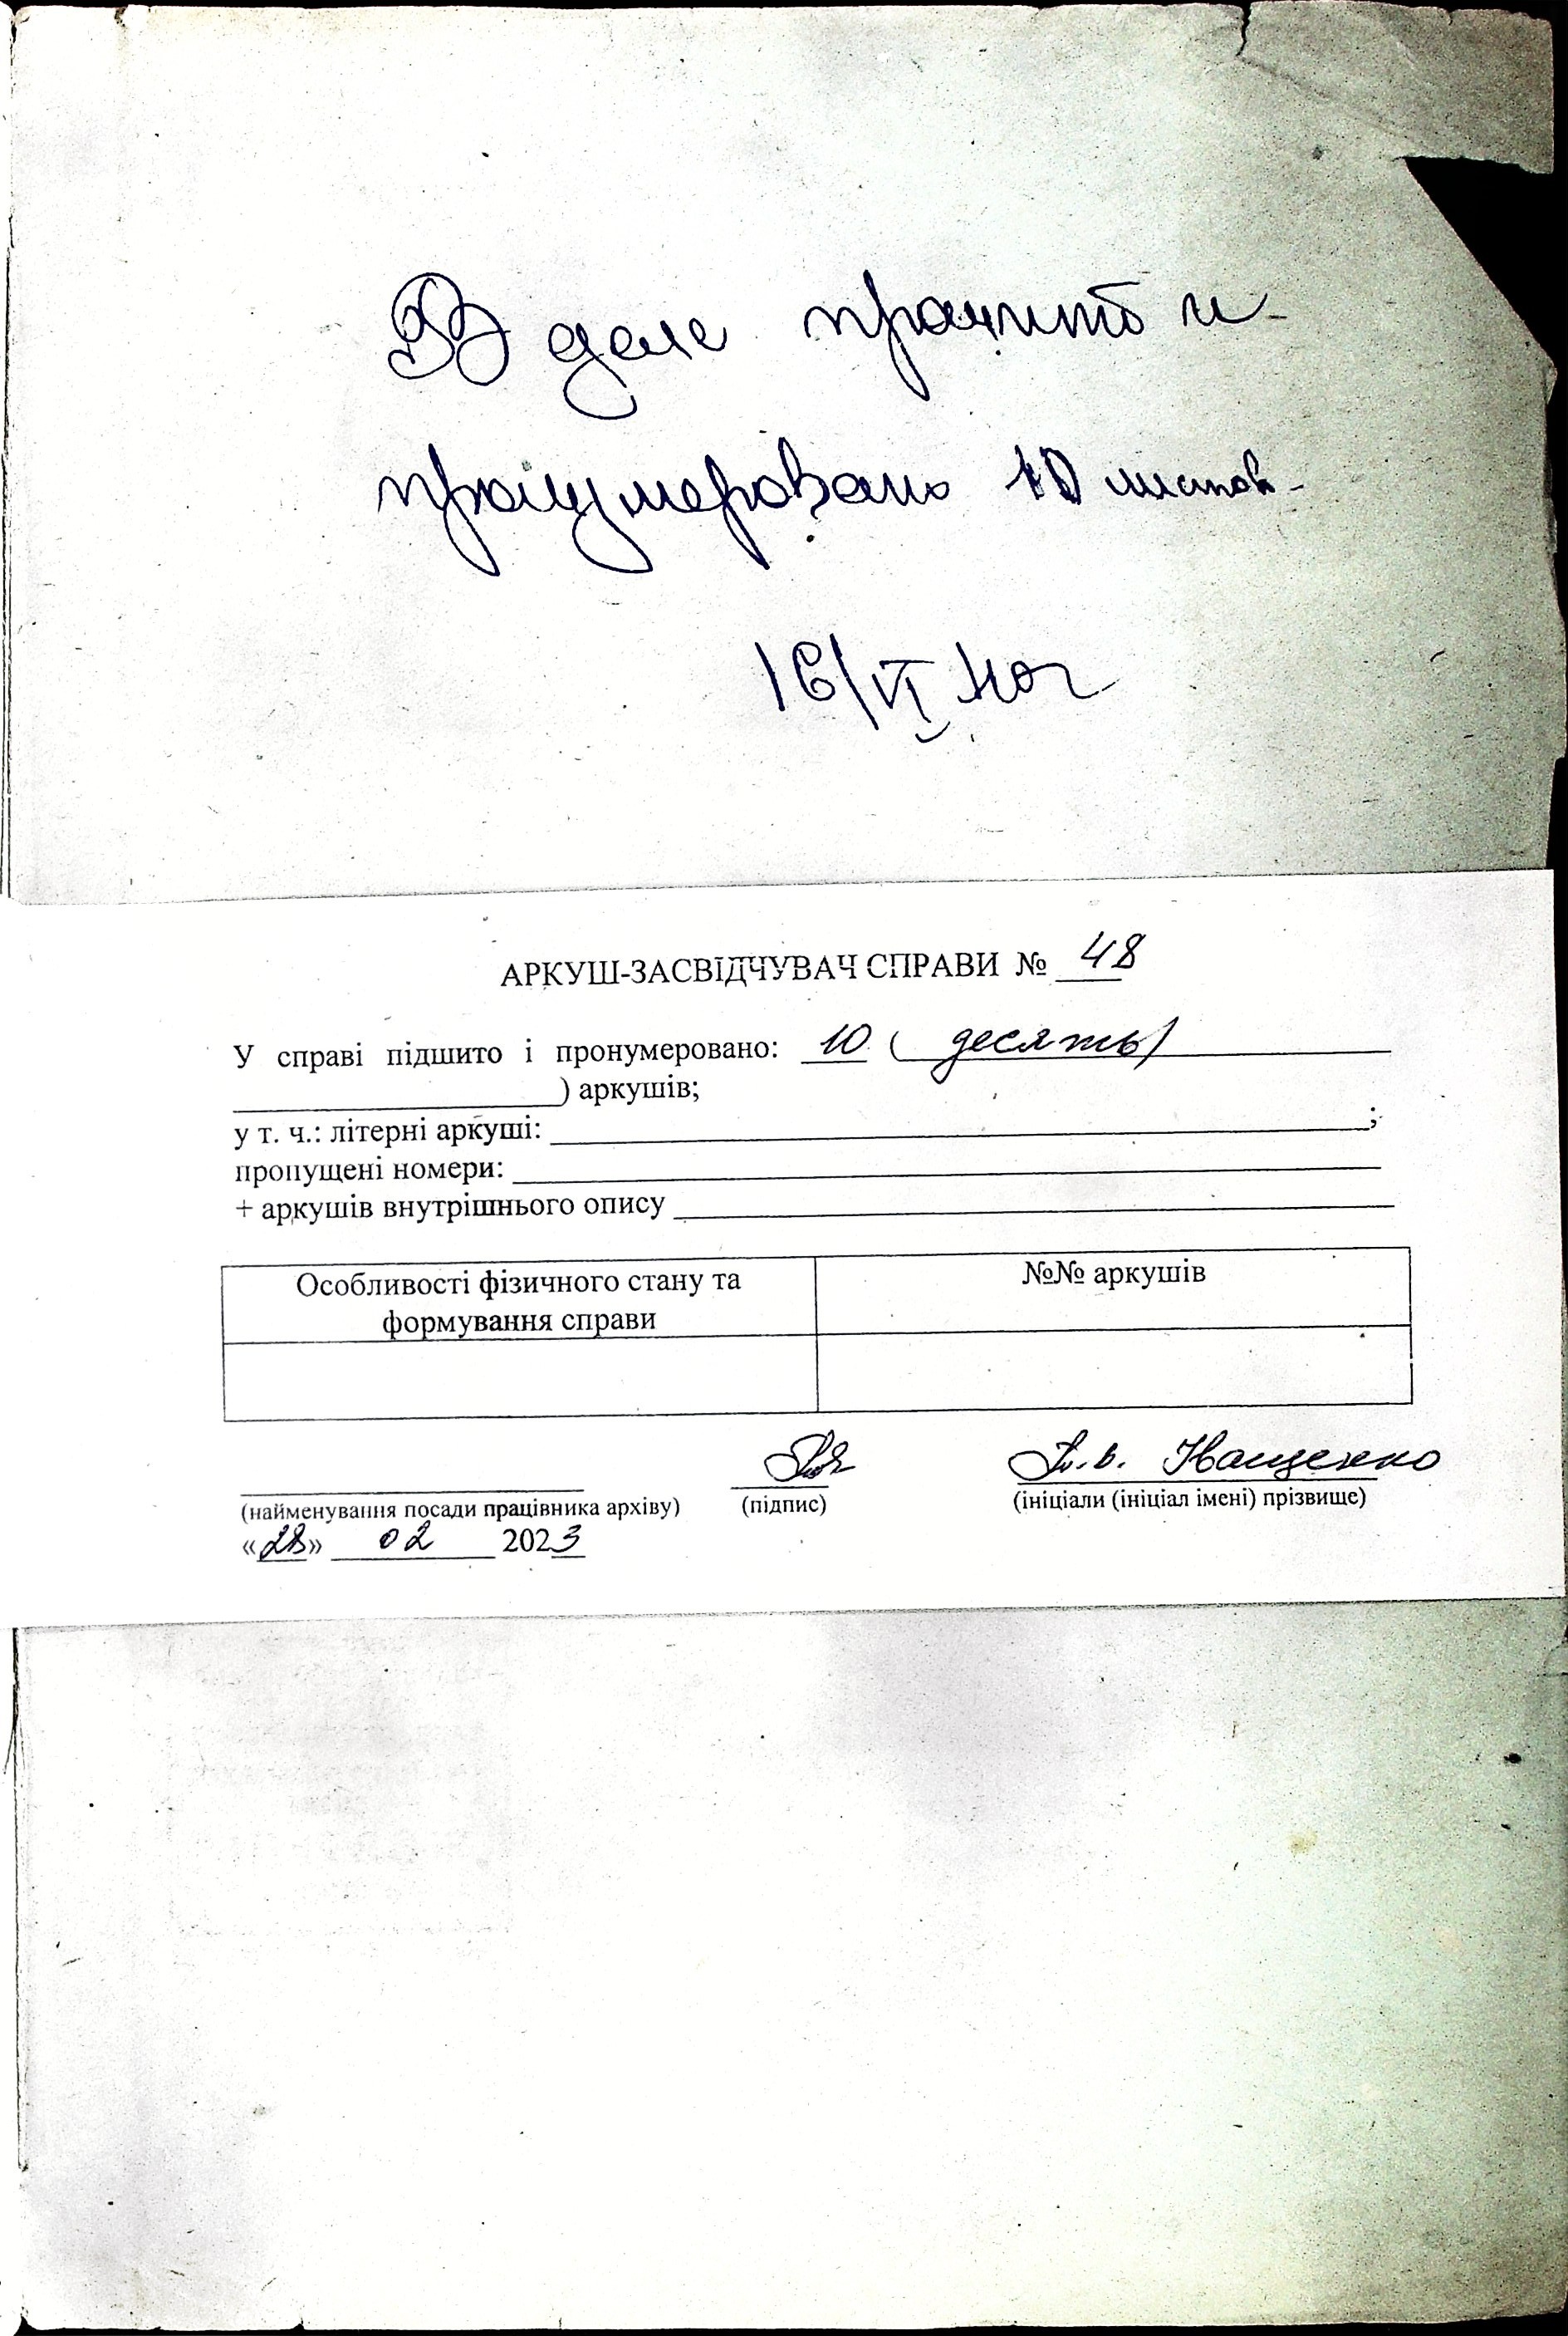 В деле прошито и
пронумеровано 10 листов
16/VI 40г
АРКУШ-ЗАСВІДЧУВАЧ СПРАВИ № 48
У справі підшито і пронумеровано: 10 ( десять)
) аркушів;
у т. ч.: літерні аркуші: ;
пропущені номери:
+ аркушів внутрішнього опису
Особливості фізичного стану та
формування справи
№№ аркушів
(найменування посади працівника архіву)
(підпис)
(ініціали (ініціал імені) прізвище)
«28» 02 2023